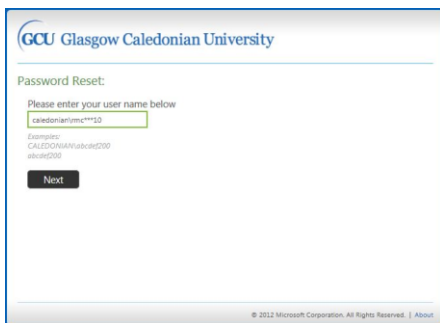 GCU Glasgow Caledonian University
Password Reset:
Please enter your user name below
caledonian\rmc***10
Examples:
CALEDONIAN\abcdef200
abcdef200
Next
© 2012 Microsoft Corporation. All Rights Reserved. | About